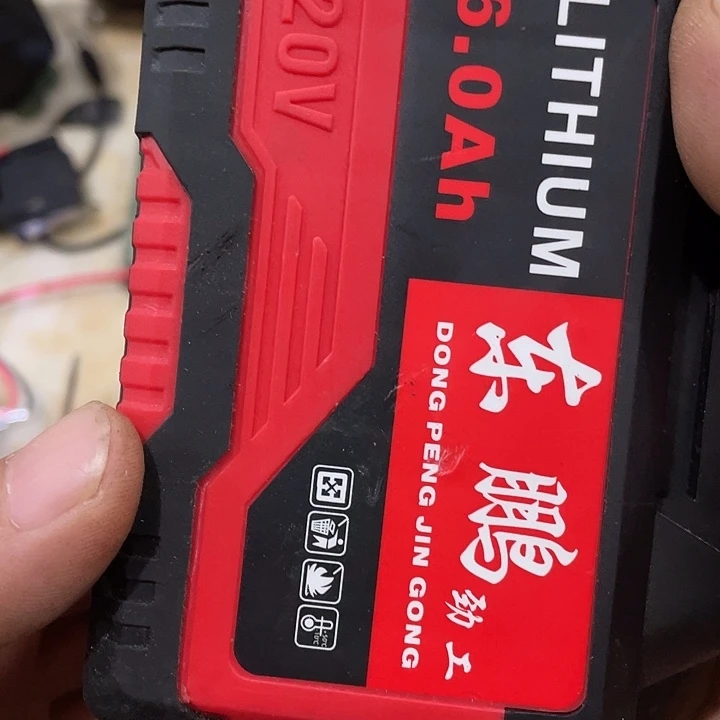 20V
LITHIUM
6.0Ah
东鹏
劲工
DONG PENG JIN GONG